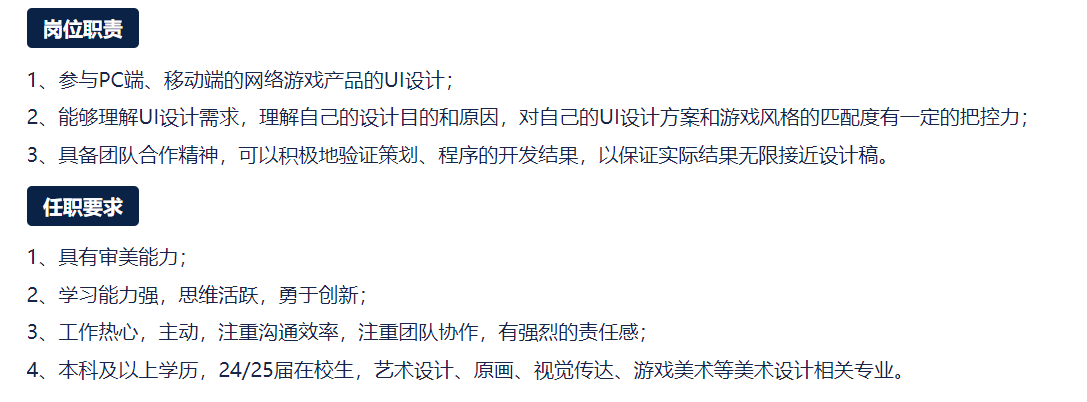 岗位职责
1、参与PC端、移动端的网络游戏产品的UI设计；
2、能够理解UI设计需求，理解自己的设计目的和原因，对自己的UI设计方案和游戏风格的匹配度有一定的把控力；
3、具备团队合作精神，可以积极地验证策划、程序的开发结果，以保证实际结果无限接近设计稿。
任职要求
1、具有审美能力；
2、学习能力强，思维活跃，勇于创新；
3、工作热心，主动，注重沟通效率，注重团队协作，有强烈的责任感；
4、本科及以上学历，24/25届在校生，艺术设计、原画、视觉传达、游戏美术等美术设计相关专业。